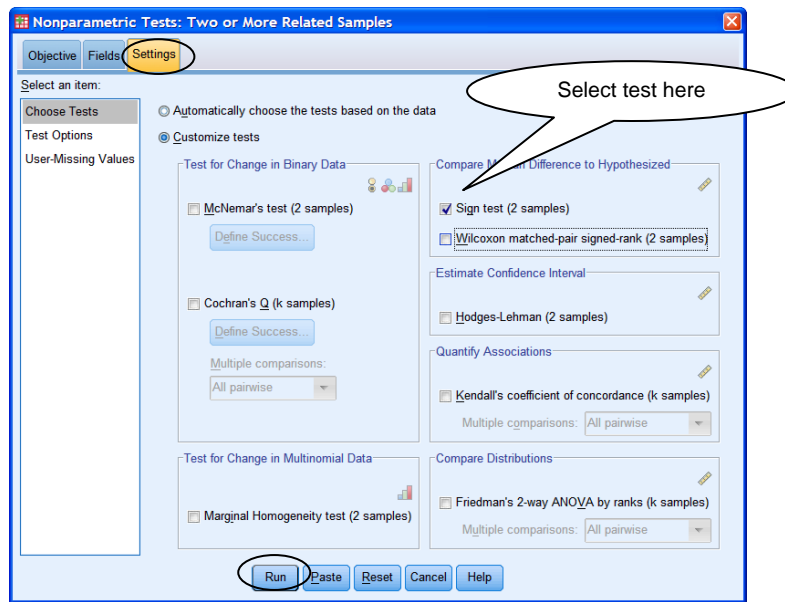 Nonparametric Tests: Two or More Related Samples
Objective Fields Settings
Select an item:
Choose Tests
Test Options
User-Missing Values
Select test here
Automatically choose the tests based on the data
Customize tests
Test for Change in Binary Data
McNemar's test (2 samples)
Define Success...
Cochran's Q (k samples)
Define Success...
Multiple comparisons:
All pairwise
Test for Change in Multinomial Data
Marginal Homogeneity test (2 samples)
Compare Difference to Hypothesized
Sign test (2 samples)
Wilcoxon matched-pair signed-rank (2 samples)
Estimate Confidence Interval
Hodges-Lehman (2 samples)
Quantify Associations
Kendall's coefficient of concordance (k samples)
Multiple comparisons: All pairwise
Compare Distributions
Friedman's 2-way ANOVA by ranks (k samples)
Multiple comparisons: All pairwise
Run Paste Reset Cancel Help